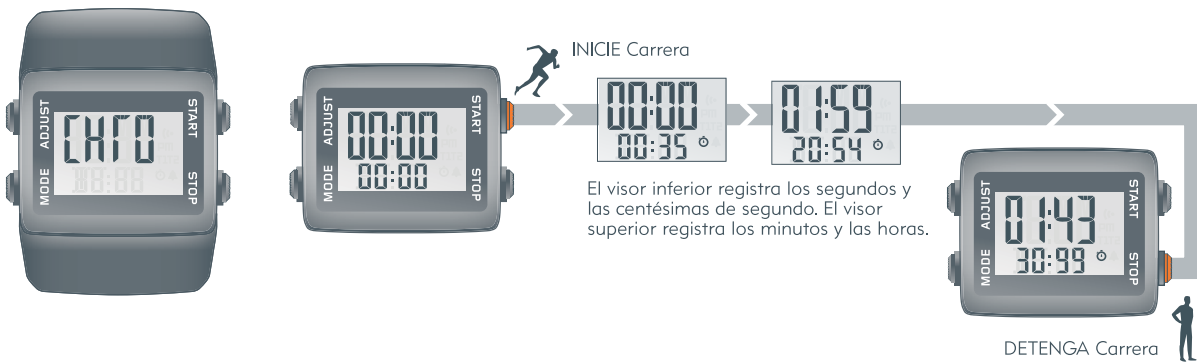 ADJUST
START
CHro
MODE
STOP
ADJUST
START
00:00
00:00
MODE
STOP
INICIE Carrera
00:00
00:35
01:59
20:54
El visor inferior registra los segundos y
las centésimas de segundo. El visor
superior registra los minutos y las horas.
ADJUST
START
01:43
30:99
MODE
STOP
DETENGA Carrera